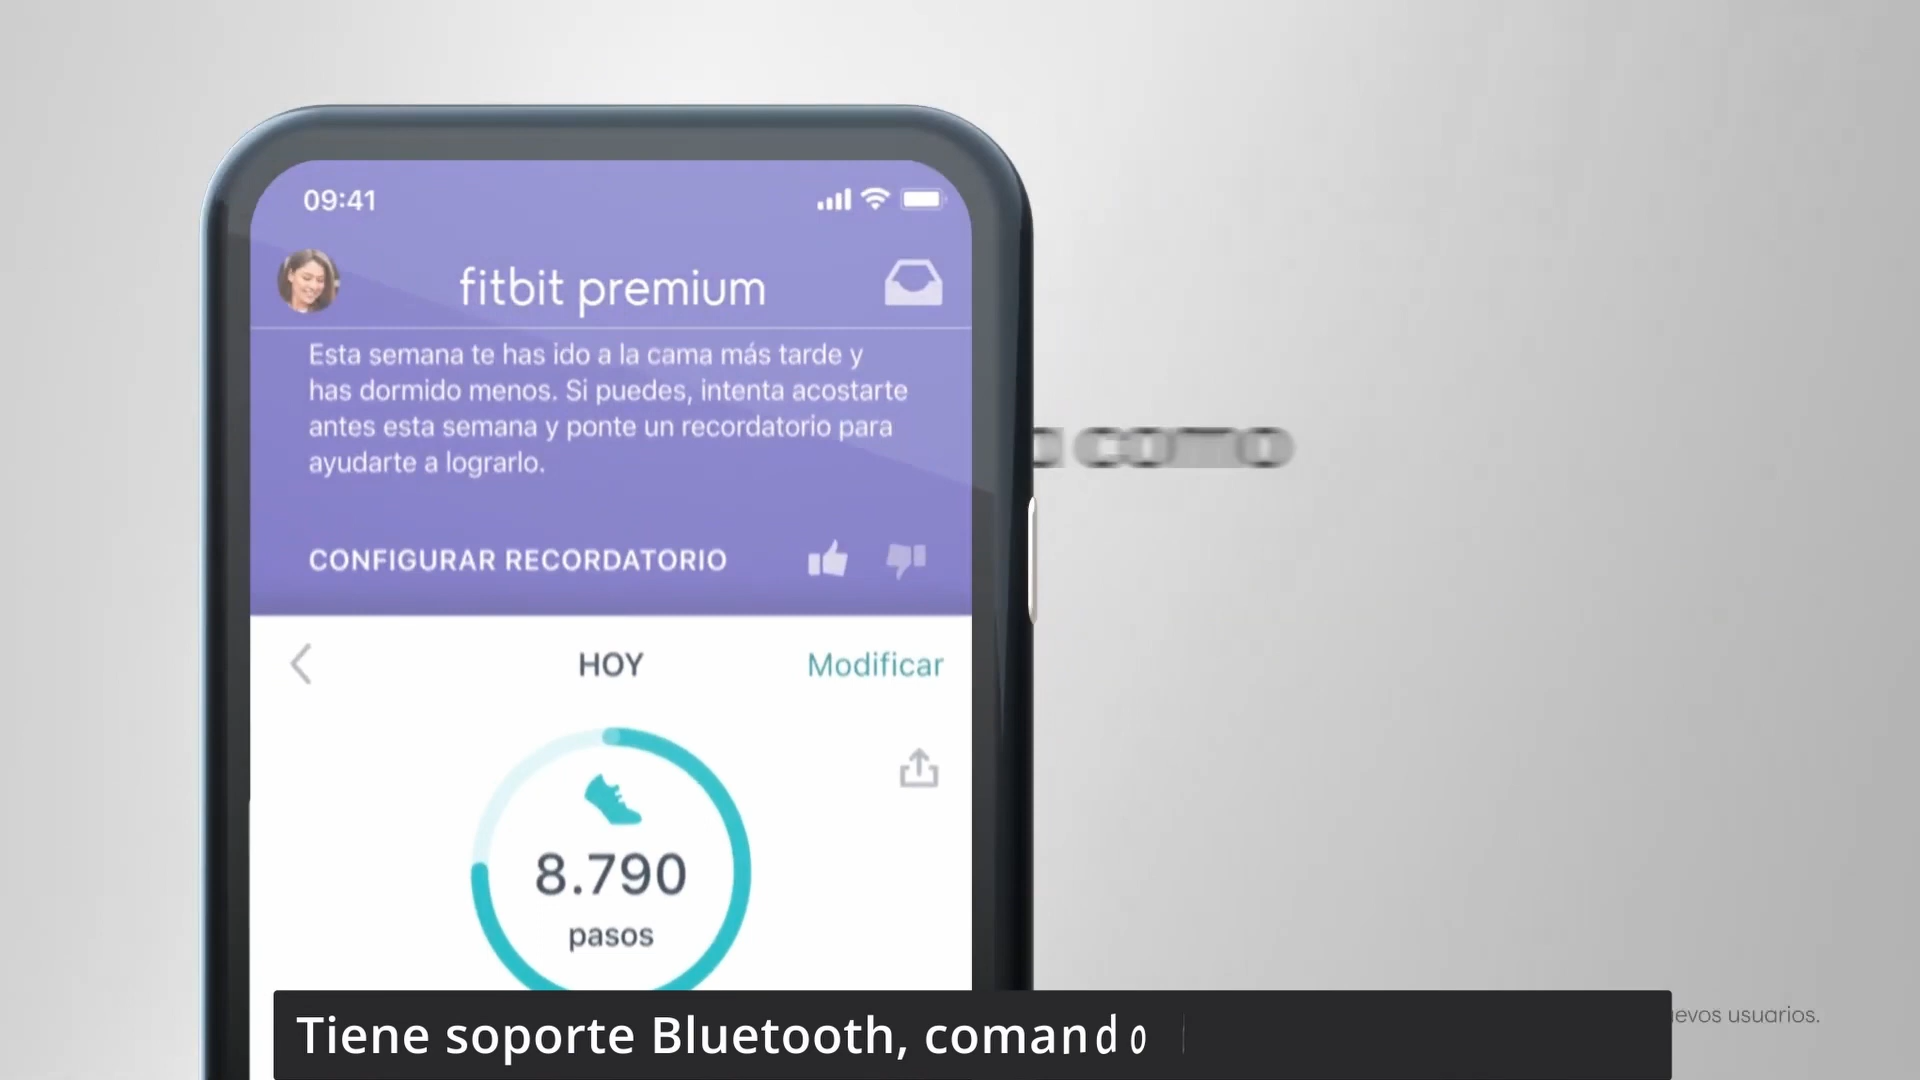 09:41
fitbit premium
Esta semana te has ido a la cama más tarde y
has dormido menos. Si puedes, intenta acostarte
antes esta semana y ponte un recordatorio para
ayudarte a lograrlo.
CONFIGURAR RECORDATORIO
HOY
Modificar
8.790
pasos
como
usuarios.
Tiene soporte Bluetooth, comando